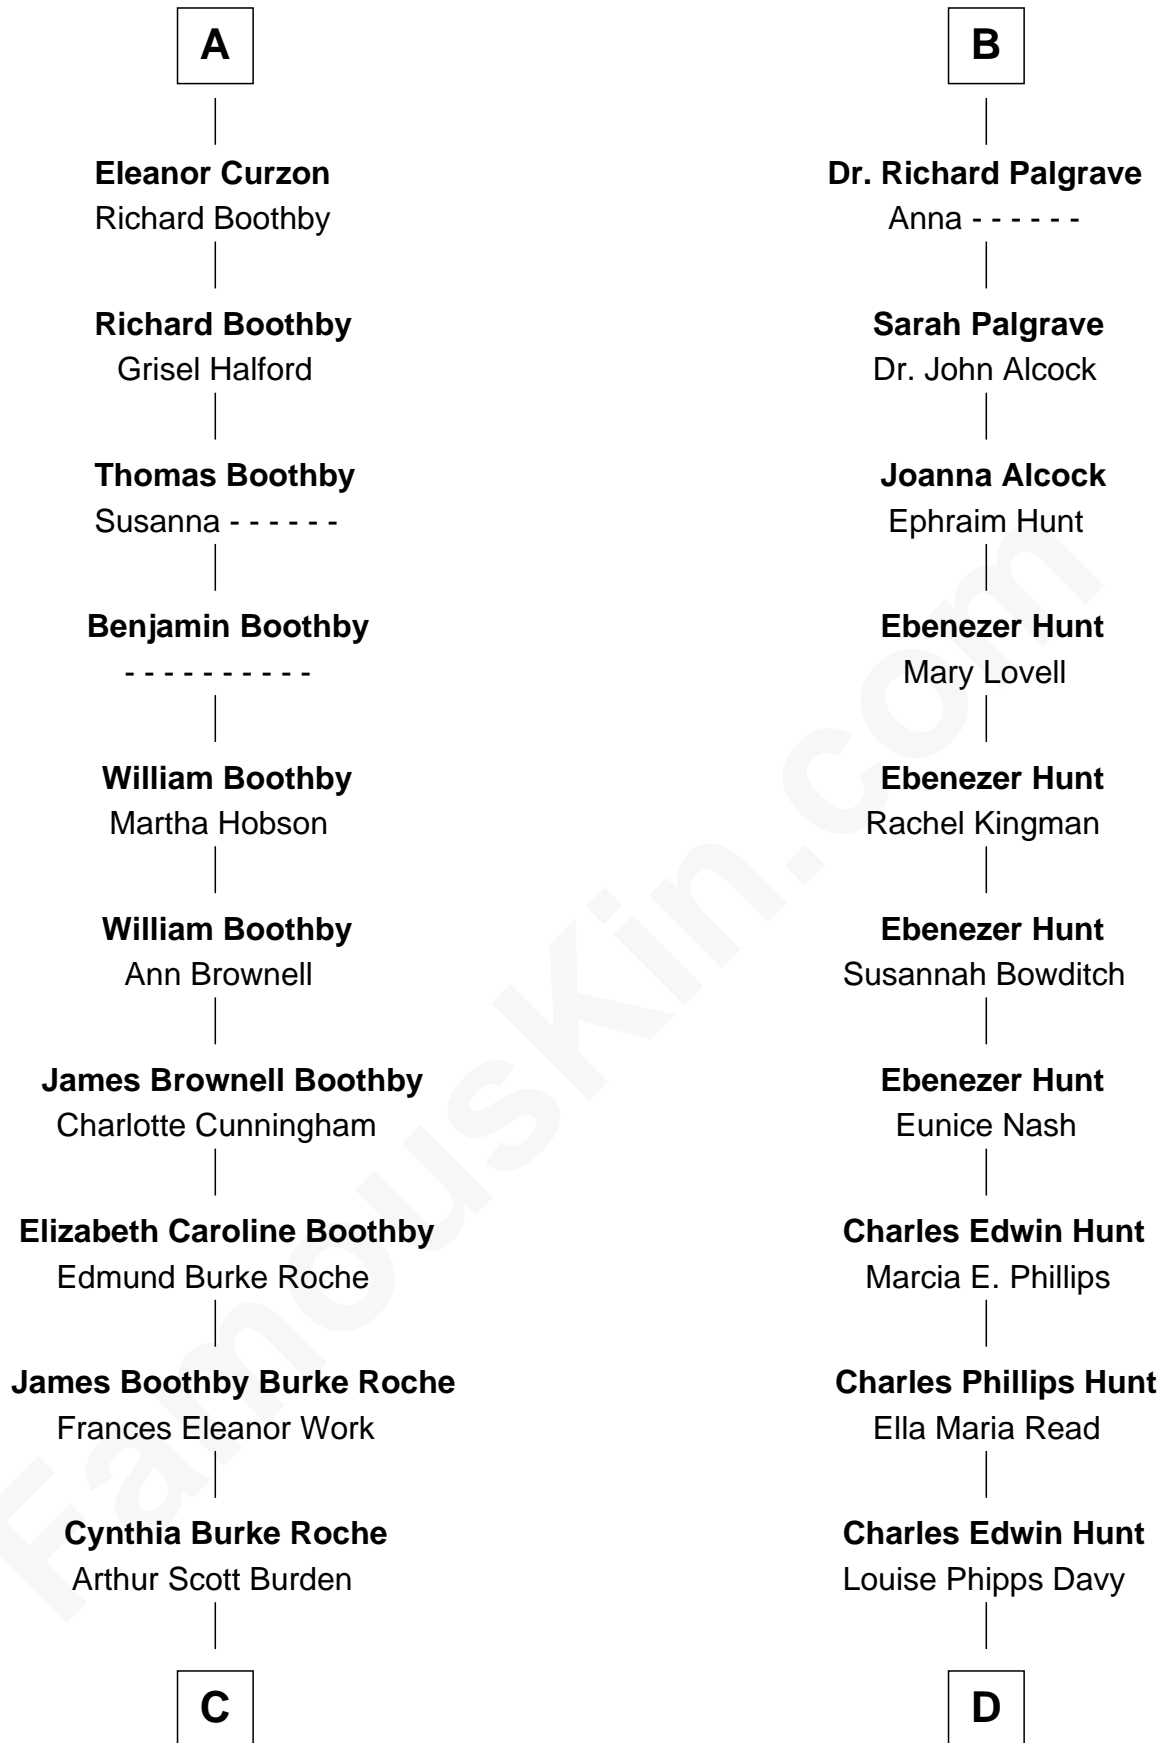 A
Eleanor Curzon
Richard Boothby
Richard Boothby
Grisel Halford
Thomas Boothby
Susanna - - - - - -
Benjamin Boothby
- - - - - - - - - -
William Boothby
Martha Hobson
William Boothby
Ann Brownell
James Brownell Boothby
Charlotte Cunningham
Elizabeth Caroline Boothby
Edmund Burke Roche
James Boothby Burke Roche
Frances Eleanor Work
Cynthia Burke Roche
Arthur Scott Burden
C
B
Dr. Richard Palgrave
Anna - - - - - -
Sarah Palgrave
Dr. John Alcock
Joanna Alcock
Ephraim Hunt
Ebenezer Hunt
Mary Lovell
Ebenezer Hunt
Rachel Kingman
Ebenezer Hunt
Susannah Bowditch
Ebenezer Hunt
Eunice Nash
Charles Edwin Hunt
Marcia E. Phillips
Charles Phillips Hunt
Ella Maria Read
Charles Edwin Hunt
Louise Phipps Davy
D
FamousKin.com